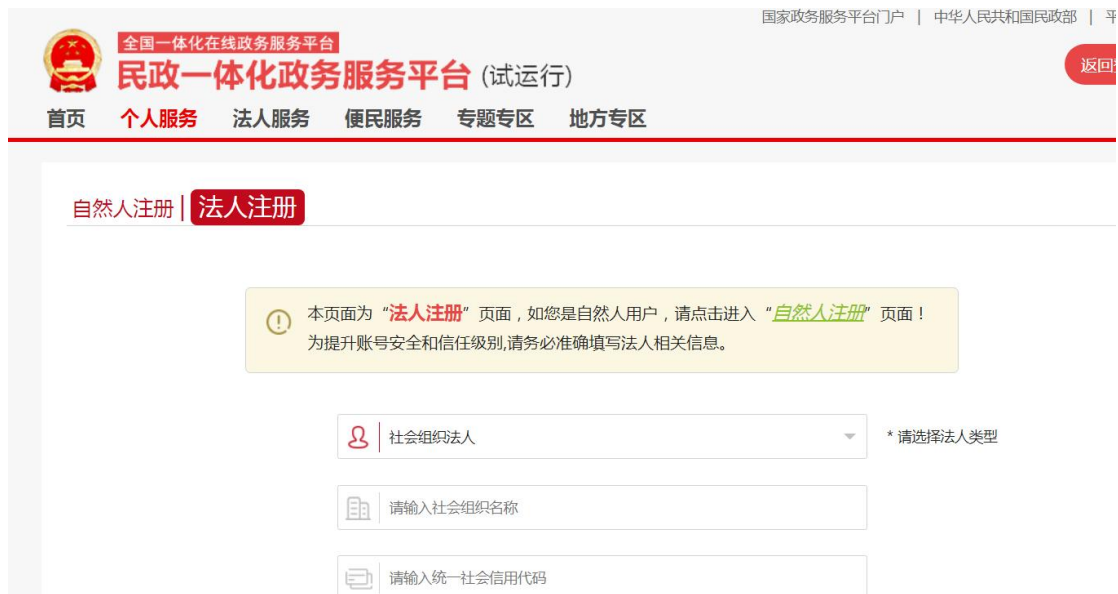 国家政务服务平台门户 | 中华人民共和国民政部 |
全国一体化在线政务服务平台
民政一体化政务服务平台 (试运行)
返回
首页 个人服务 法人服务 便民服务 专题专区 地方专区
自然人注册 | 法人注册
本页面为“法人注册”页面，如您是自然人用户，请点击进入“自然人注册”页面！
为提升账号安全和信任级别,请务必准确填写法人相关信息。
社会组织法人 * 请选择法人类型
请输入社会组织名称
请输入统一社会信用代码